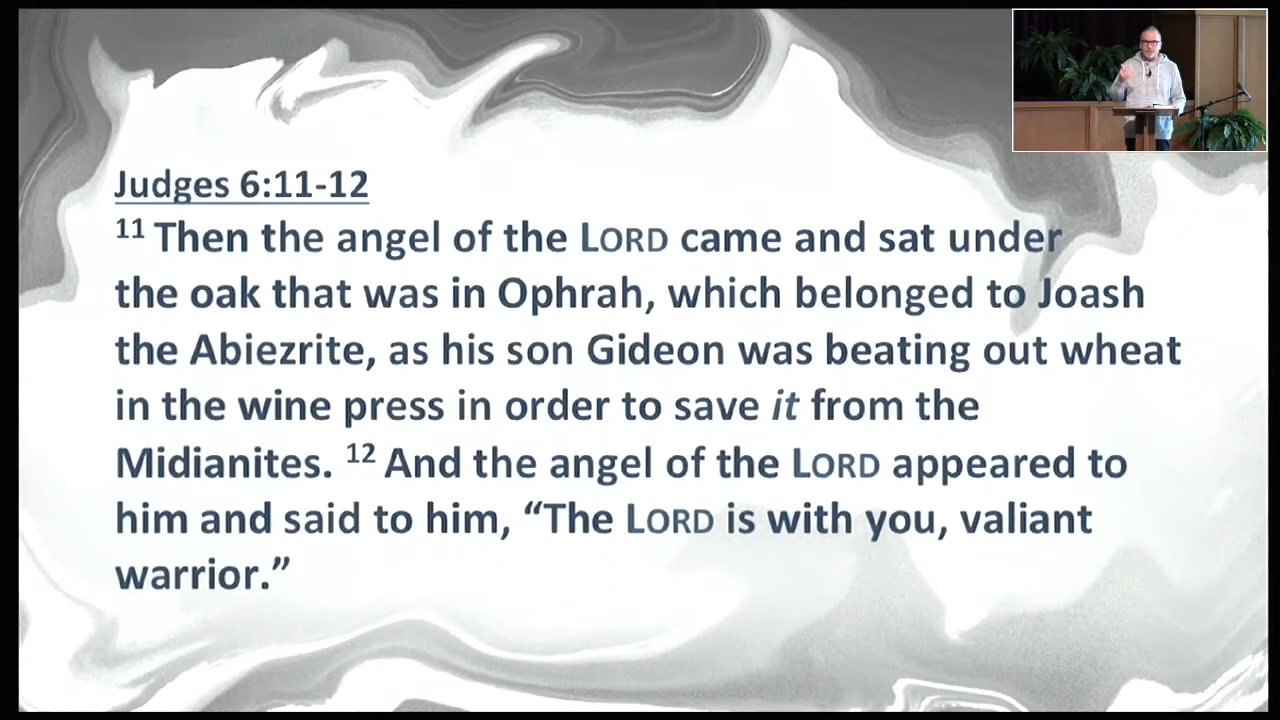 Judges 6:11-12
11 Then the angel of the LORD came and sat under
the oak that was in Ophrah, which belonged to Joash
the Abiezrite, as his son Gideon was beating out wheat
in the wine press in order to save it from the
Midianites. 12 And the angel of the LORD appeared to
him and said to him, “The LORD is with you, valiant
warrior.”